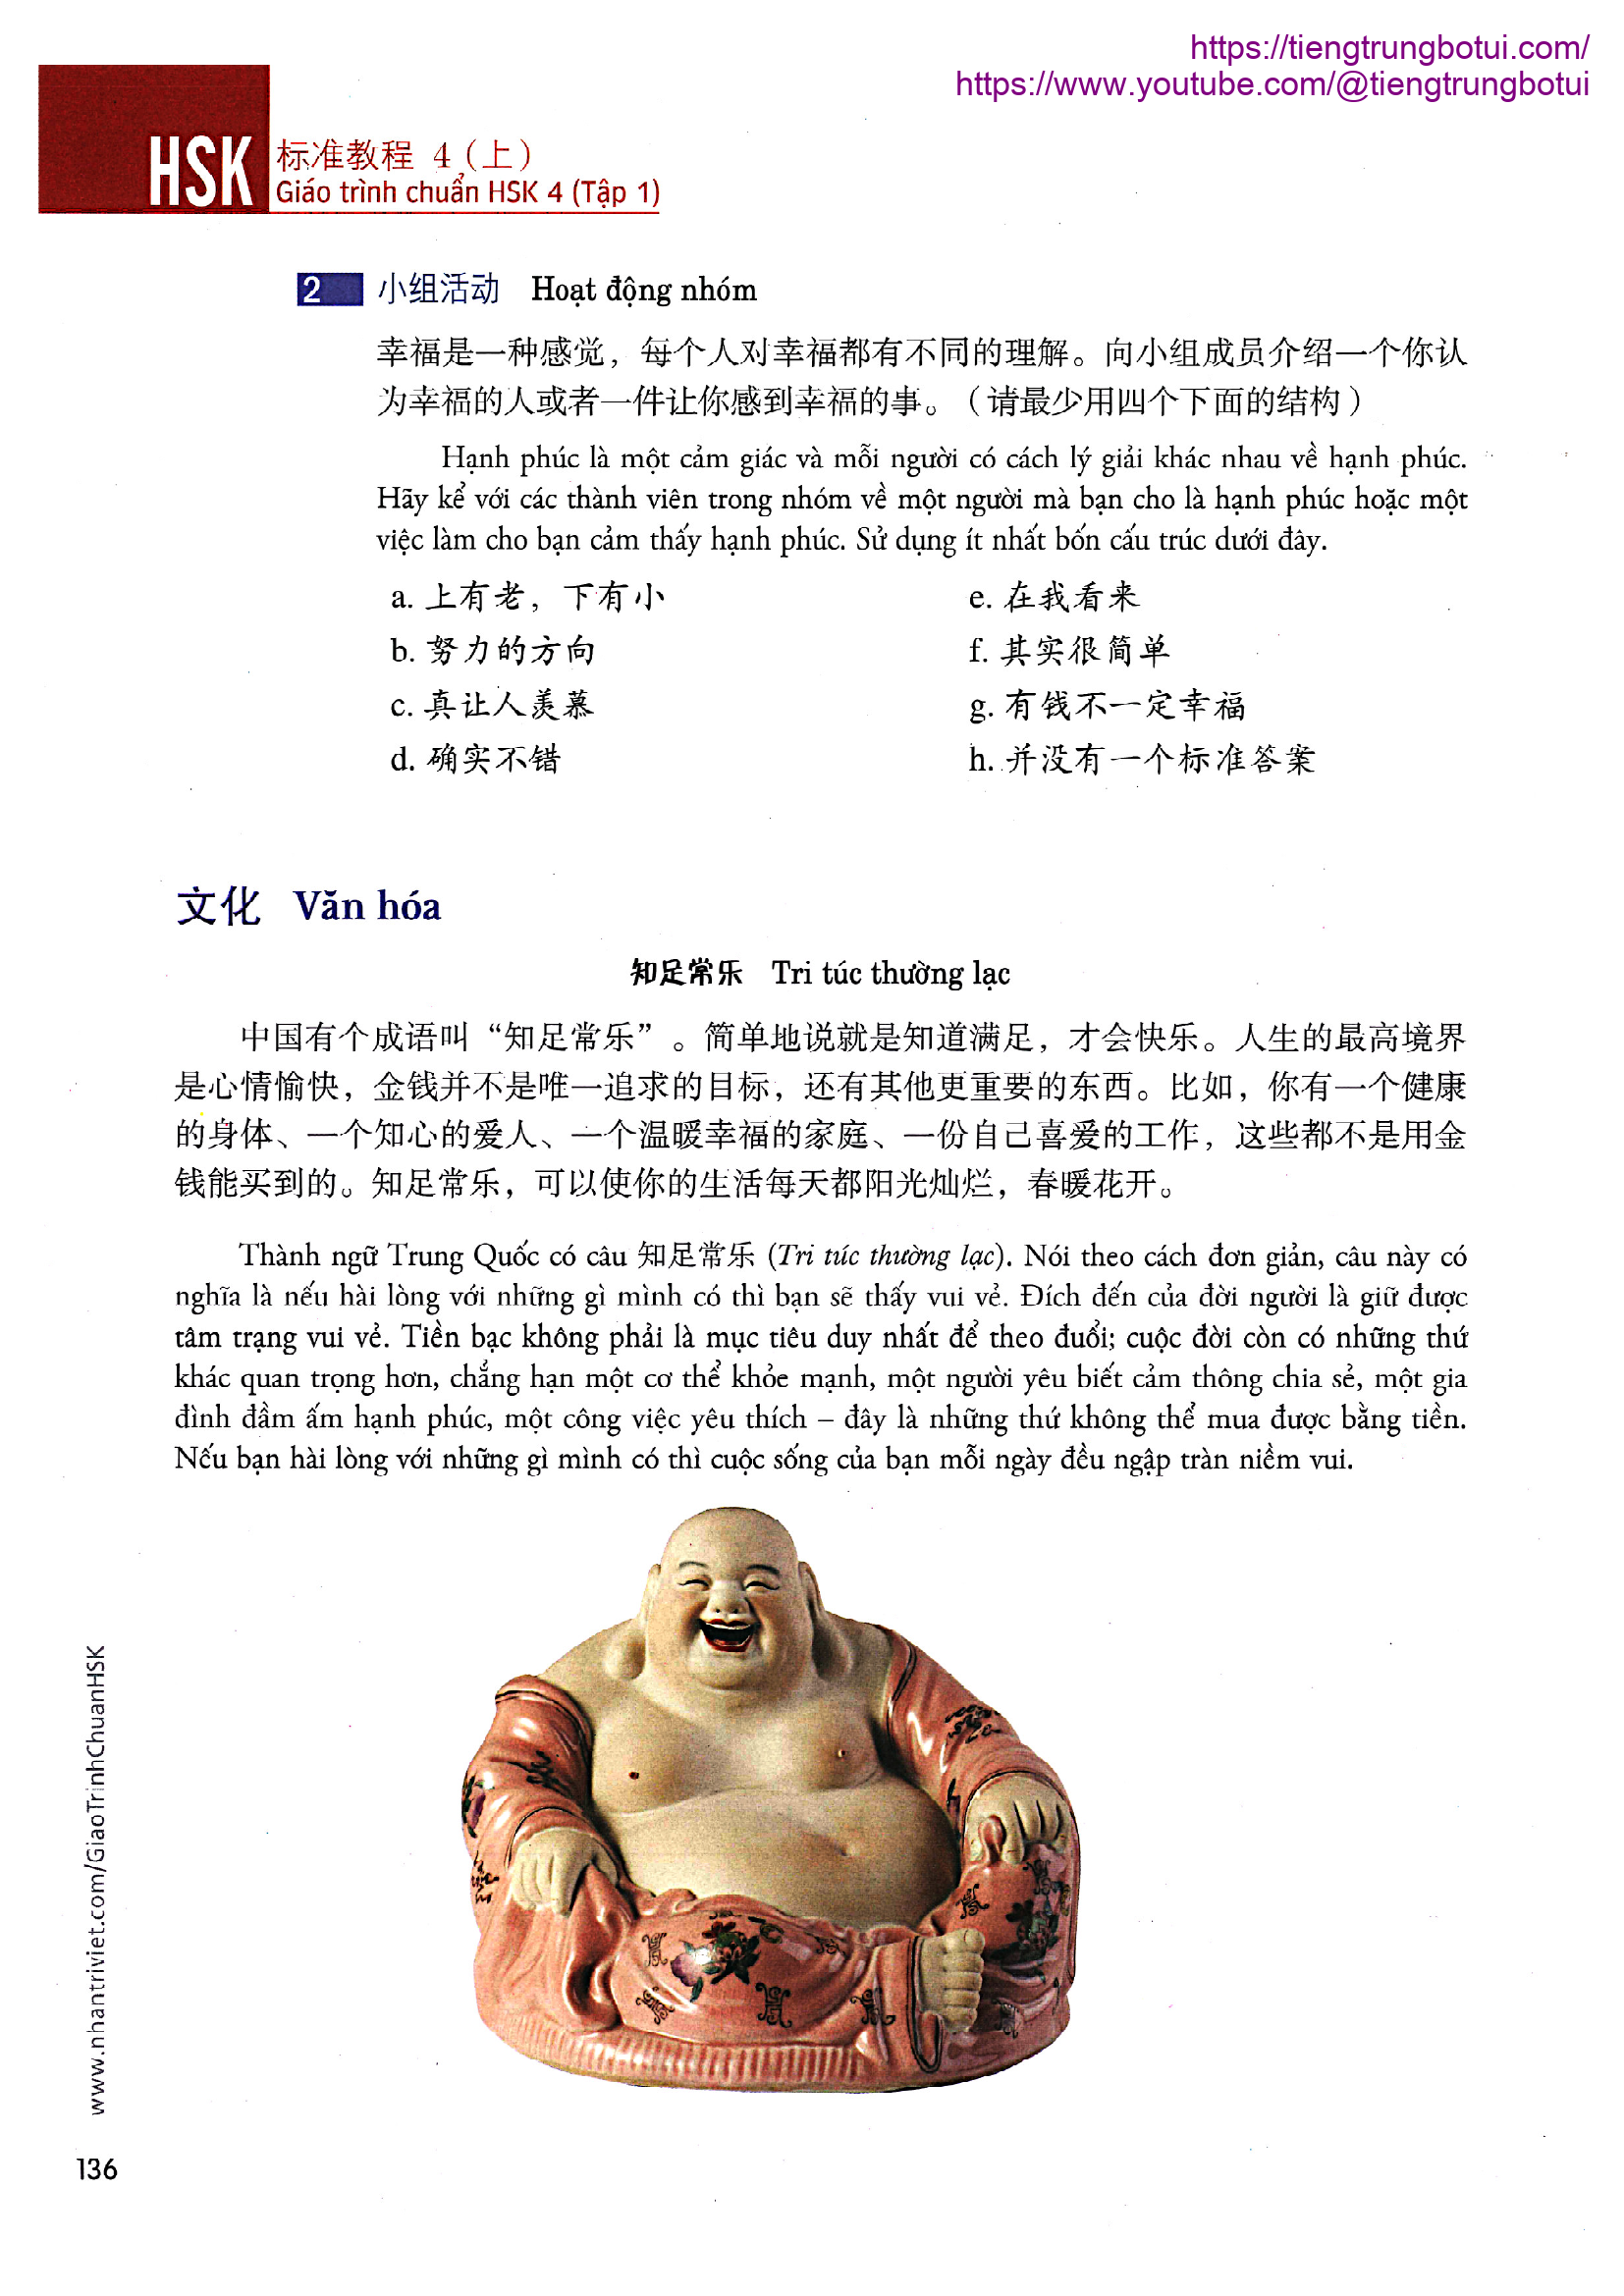 https://tiengtrungbotui.com/
https://www.youtube.com/@tiengtrungbotui
HSK 标准教程 4（上）
Giáo trình chuẩn HSK 4 (Tập 1)
2 小组活动 Hoạt động nhóm
幸福是一种感觉，每个人对幸福都有不同的理解。向小组成员介绍一个你认
为幸福的人或者一件让你感到幸福的事。（请最少用四个下面的结构）
Hạnh phúc là một cảm giác và mỗi người có cách lý giải khác nhau về hạnh phúc.
Hãy kể với các thành viên trong nhóm về một người mà bạn cho là hạnh phúc hoặc một
việc làm cho bạn cảm thấy hạnh phúc. Sử dụng ít nhất bốn cấu trúc dưới đây.
a. 上有老，下有小
b. 努力的方向
c. 真让人羡慕
d. 确实不错
e. 在我看来
f. 其实很简单
g. 有钱不一定幸福
h. 并没有一个标准答案
文化 Văn hóa
知足常乐 Tri túc thường lạc
中国有个成语叫“知足常乐”。简单地说就是知道满足，才会快乐。人生的最高境界
是心情愉快，金钱并不是唯一追求的目标，还有其他更重要的东西。比如，你有一个健康
的身体、一个知心的爱人、一个温暖幸福的家庭、一份自己喜爱的工作，这些都不是用金
钱能买到的。知足常乐，可以使你的生活每天都阳光灿烂，春暖花开。
Thành ngữ Trung Quốc có câu 知足常乐 (Tri túc thường lạc). Nói theo cách đơn giản, câu này có
nghĩa là nếu hài lòng với những gì mình có thì bạn sẽ thấy vui vẻ. Đích đến của đời người là giữ được
tâm trạng vui vẻ. Tiền bạc không phải là mục tiêu duy nhất để theo đuổi; cuộc đời còn có những thứ
khác quan trọng hơn, chẳng hạn một cơ thể khỏe mạnh, một người yêu biết cảm thông chia sẻ, một gia
đình đầm ấm hạnh phúc, một công việc yêu thích – đây là những thứ không thể mua được bằng tiền.
Nếu bạn hài lòng với những gì mình có thì cuộc sống của bạn mỗi ngày đều ngập tràn niềm vui.
www.nhantriviet.com/GiaoTrinhChuanHSK
136